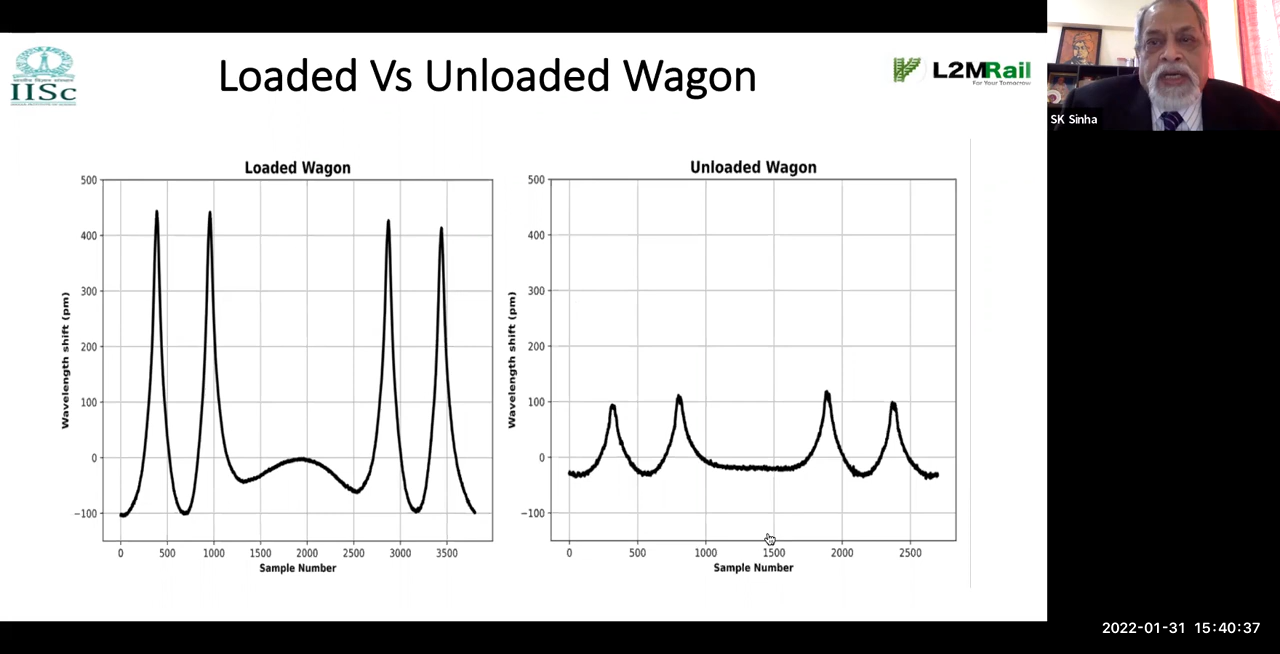 IISc
Loaded Vs Unloaded Wagon
L2MRail
For Your Tomorrow
SK Sinha
Loaded Wagon
500
400
300
200
100
0
−100
Wavelength shift (pm)
0 500 1000 1500 2000 2500 3000 3500
Sample Number
Unloaded Wagon
500
400
300
200
100
0
−100
Wavelength shift (pm)
0 500 1000 1500 2000 2500
Sample Number
2022-01-31 15:40:37